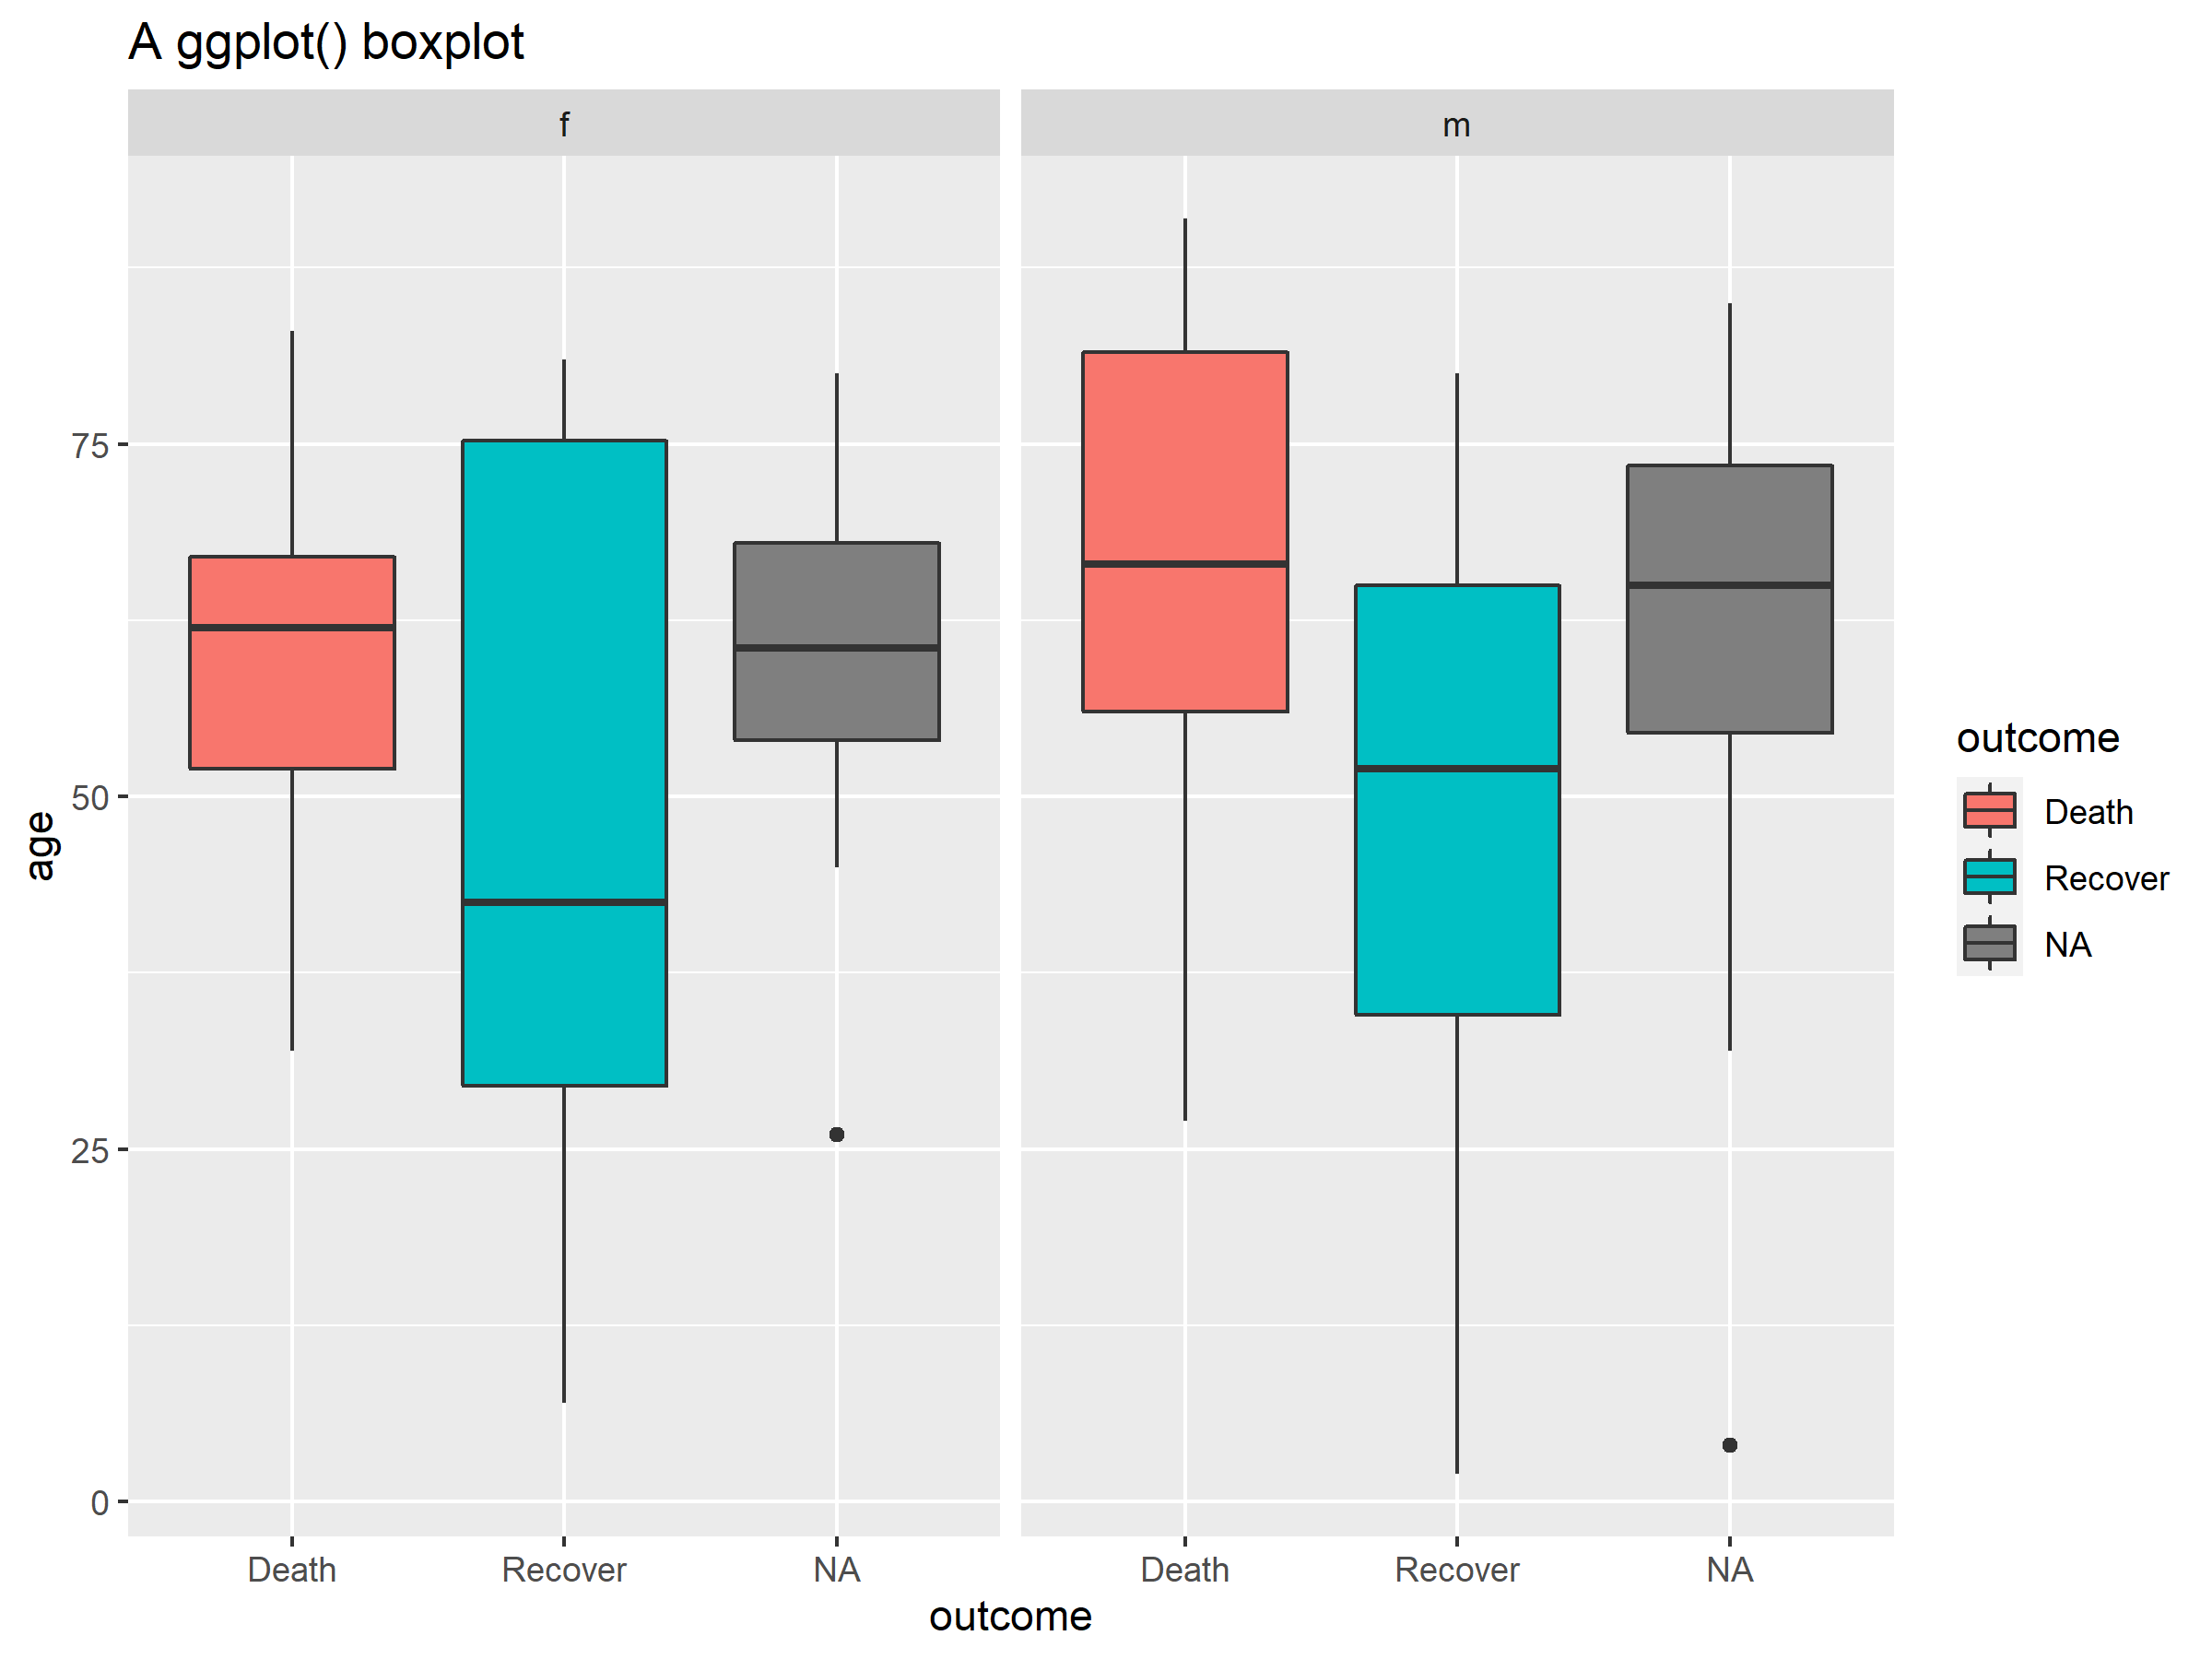 A ggplot() boxplot
f
m
age
75
50
25
0
Death
Recover
NA
Death
Recover
NA
outcome
outcome
Death
Recover
NA